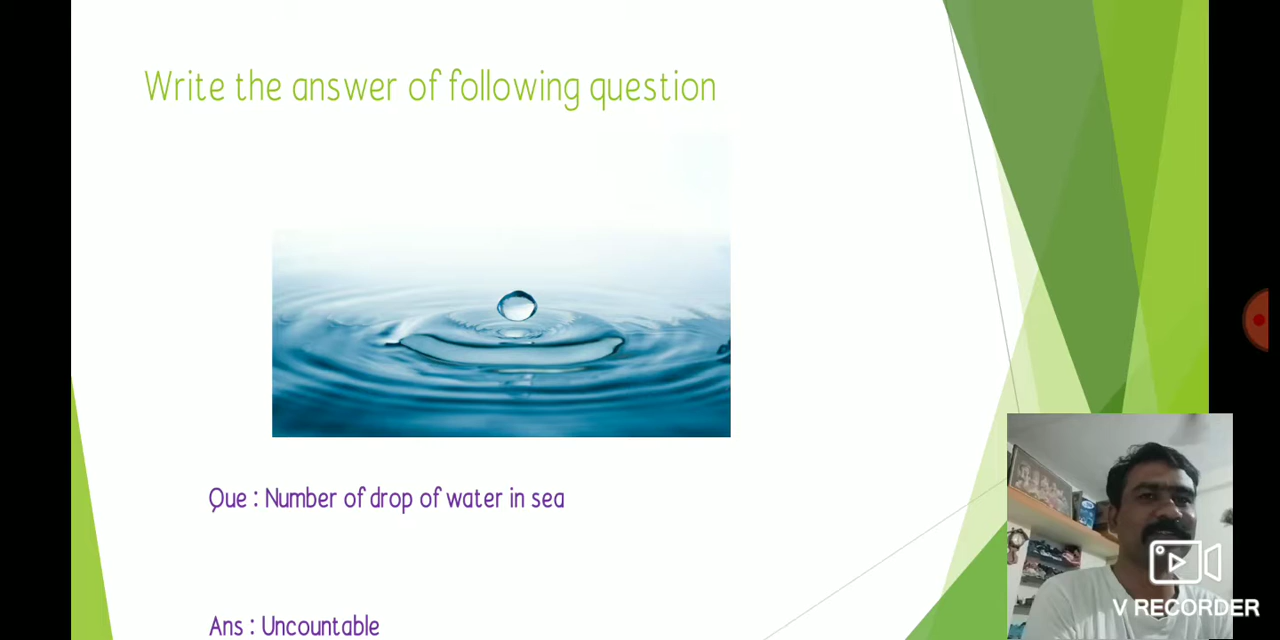 Write the answer of following question
Que : Number of drop of water in sea
Ans : Uncountable
V RECORDER